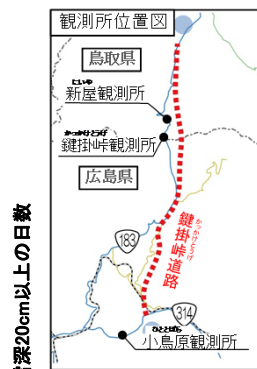 観測所位置図
鳥取県
にいや
新屋観測所
かっかけとうげ
鍵掛峠観測所
広島県
かっかけとうげ
鍵掛峠道路
183
314
ひととばら
小鳥原観測所
深20cm以上の日数